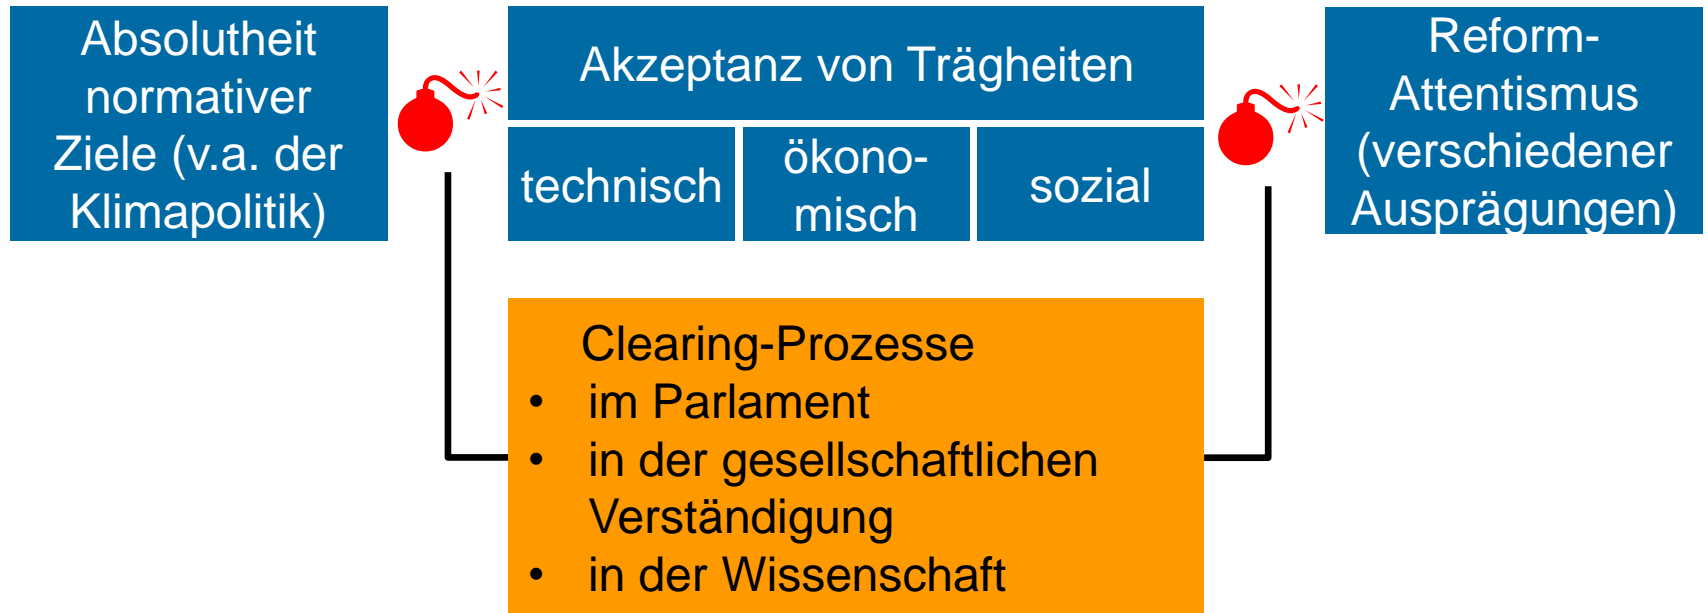 Absolutheit
normativer
Ziele (v.a. der
Klimapolitik)
Akzeptanz von Trägheiten
technisch
ökono-
misch
sozial
Reform-
Attentismus
(verschiedener
Ausprägungen)
Clearing-Prozesse
• im Parlament
• in der gesellschaftlichen
Verständigung
• in der Wissenschaft